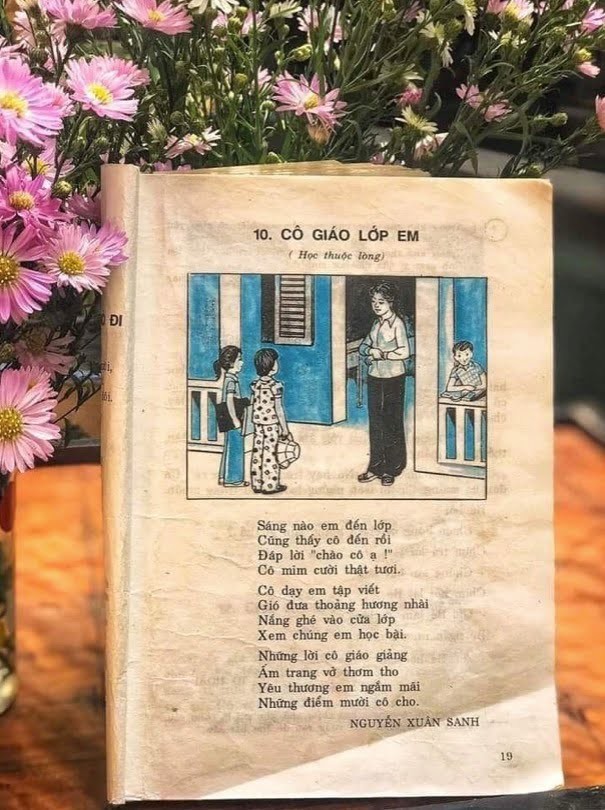 10. CÔ GIÁO LỚP EM
( Học thuộc lòng)
Ò ĐI
Sáng nào em đến lớp
Cũng thấy cô đến rồi
Đáp lời "chào cô ạ !"
Cô mỉm cười thật tươi.
Cô dạy em tập viết
Gió đưa thoảng hương nhài
Nắng ghé vào cửa lớp
Xem chúng em học bài.
Những lời cô giáo giảng
Ấm trang vở thơm tho
Yêu thương em ngắm mãi
Những điểm mười cô cho.
NGUYỄN XUÂN SANH
19